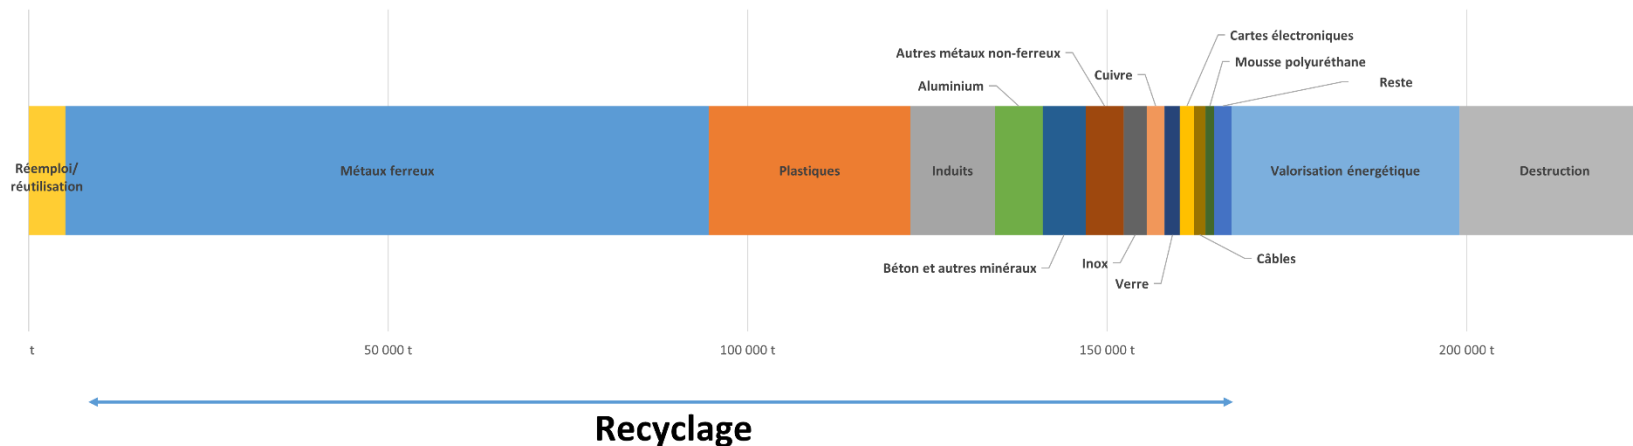 Cartes électroniques
Autres métaux non-ferreux
Mousse polyuréthane
Cuivre
Reste
Aluminium
Réemploi/
réutilisation
Métaux ferreux
Plastiques
Induits
Valorisation énergétique
Destruction
Béton et autres minéraux
Inox
Câbles
Verre
t
50 000 t
100 000 t
150 000 t
200 000 t
Recyclage